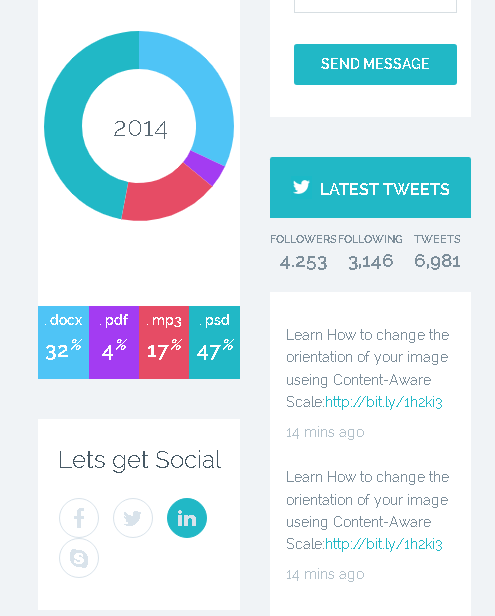 2014
.docx .pdf .mp3 .psd
32% 4% 17% 47%
Lets get Social
SEND MESSAGE
LATEST TWEETS
FOLLOWERS FOLLOWING TWEETS
4.253 3,146 6,981
Learn How to change the
orientation of your image
useing Content-Aware
Scale:http://bit.ly/1h2ki3
14 mins ago
Learn How to change the
orientation of your image
useing Content-Aware
Scale:http://bit.ly/1h2ki3
14 mins ago